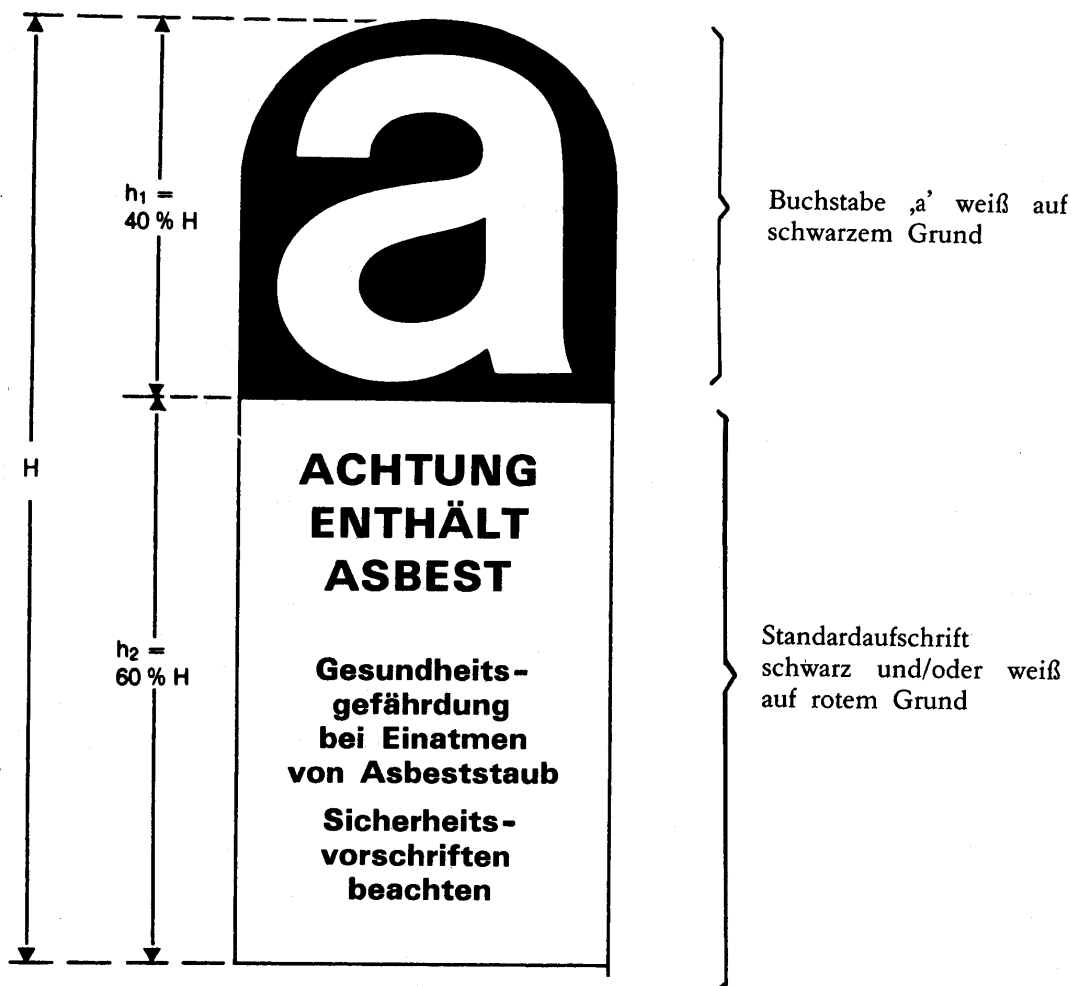 h₁ =
40 % H
a
Buchstabe ‚a’ weiß auf
schwarzem Grund
H
ACHTUNG
ENTHÄLT
ASBEST
h₂ =
60 % H
Gesundheits-
gefährdung
bei Einatmen
von Asbeststaub
Sicherheits-
vorschriften
beachten
Standardaufschrift
schwarz und/oder weiß
auf rotem Grund